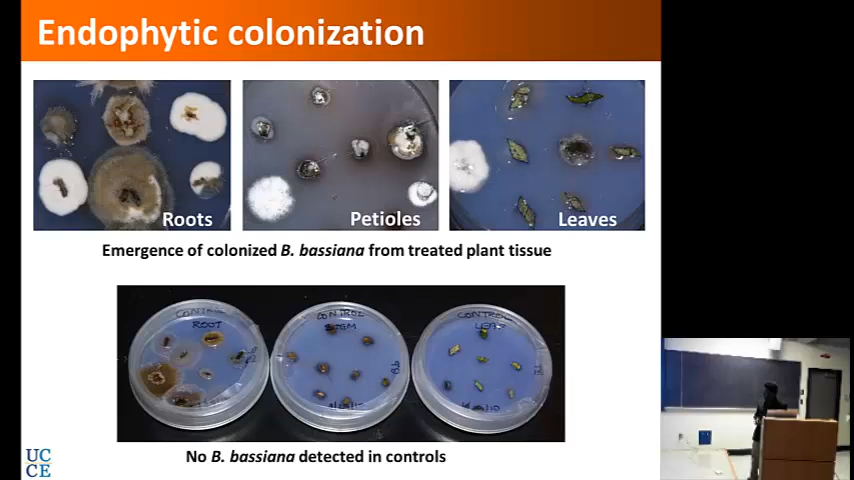 Endophytic colonization
Roots
Petioles
Leaves
Emergence of colonized B. bassiana from treated plant tissue
CONTROL
ROOT
CONTROL
CONTROL
LEAF
No B. bassiana detected in controls
UC
CE